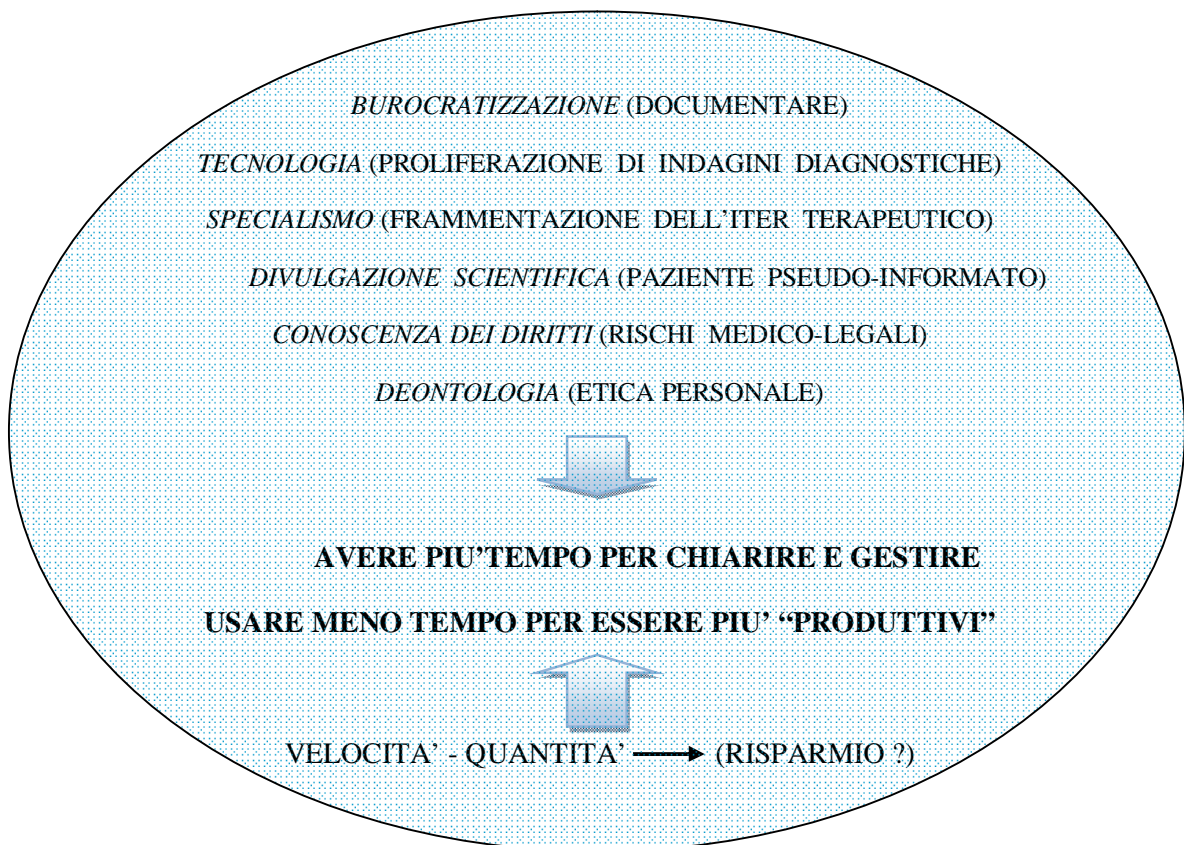 BUROCRATIZZAZIONE (DOCUMENTARE)
TECNOLOGIA (PROLIFERAZIONE DI INDAGINI DIAGNOSTICHE)
SPECIALISMO (FRAMMENTAZIONE DELL'ITER TERAPEUTICO)
DIVULGAZIONE SCIENTIFICA (PAZIENTE PSEUDO-INFORMATO)
CONOSCENZA DEI DIRITTI (RISCHI MEDICO-LEGALI)
DEONTOLOGIA (ETICA PERSONALE)
AVERE PIU'TEMPO PER CHIARIRE E GESTIRE
USARE MENO TEMPO PER ESSERE PIU' “PRODUTTIVI”
VELOCITA' - QUANTITA' → (RISPARMIO ?)